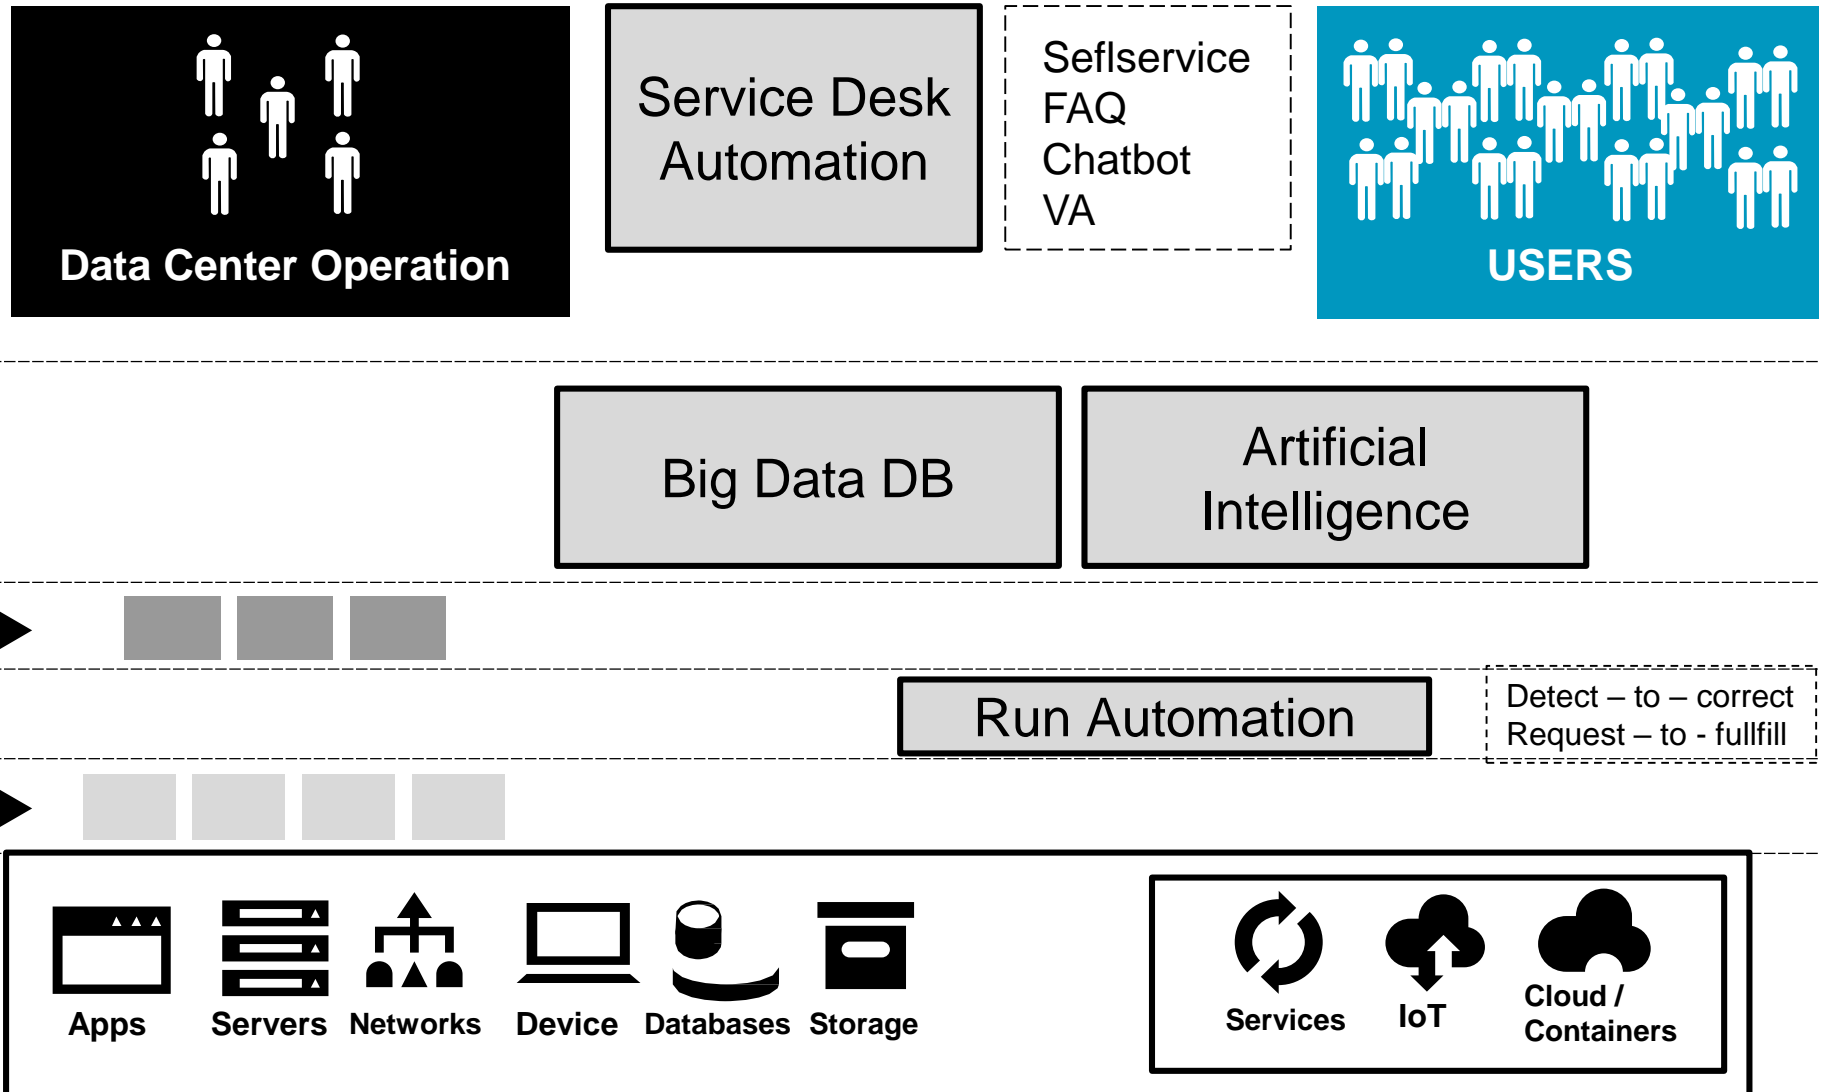 Data Center Operation
Service Desk
Automation
Seflservice
FAQ
Chatbot
VA
USERS
Big Data DB
Artificial
Intelligence
Run Automation
Detect – to – correct
Request – to - fullfill
Apps
Servers
Networks
Device
Databases
Storage
Services
IoT
Cloud /
Containers